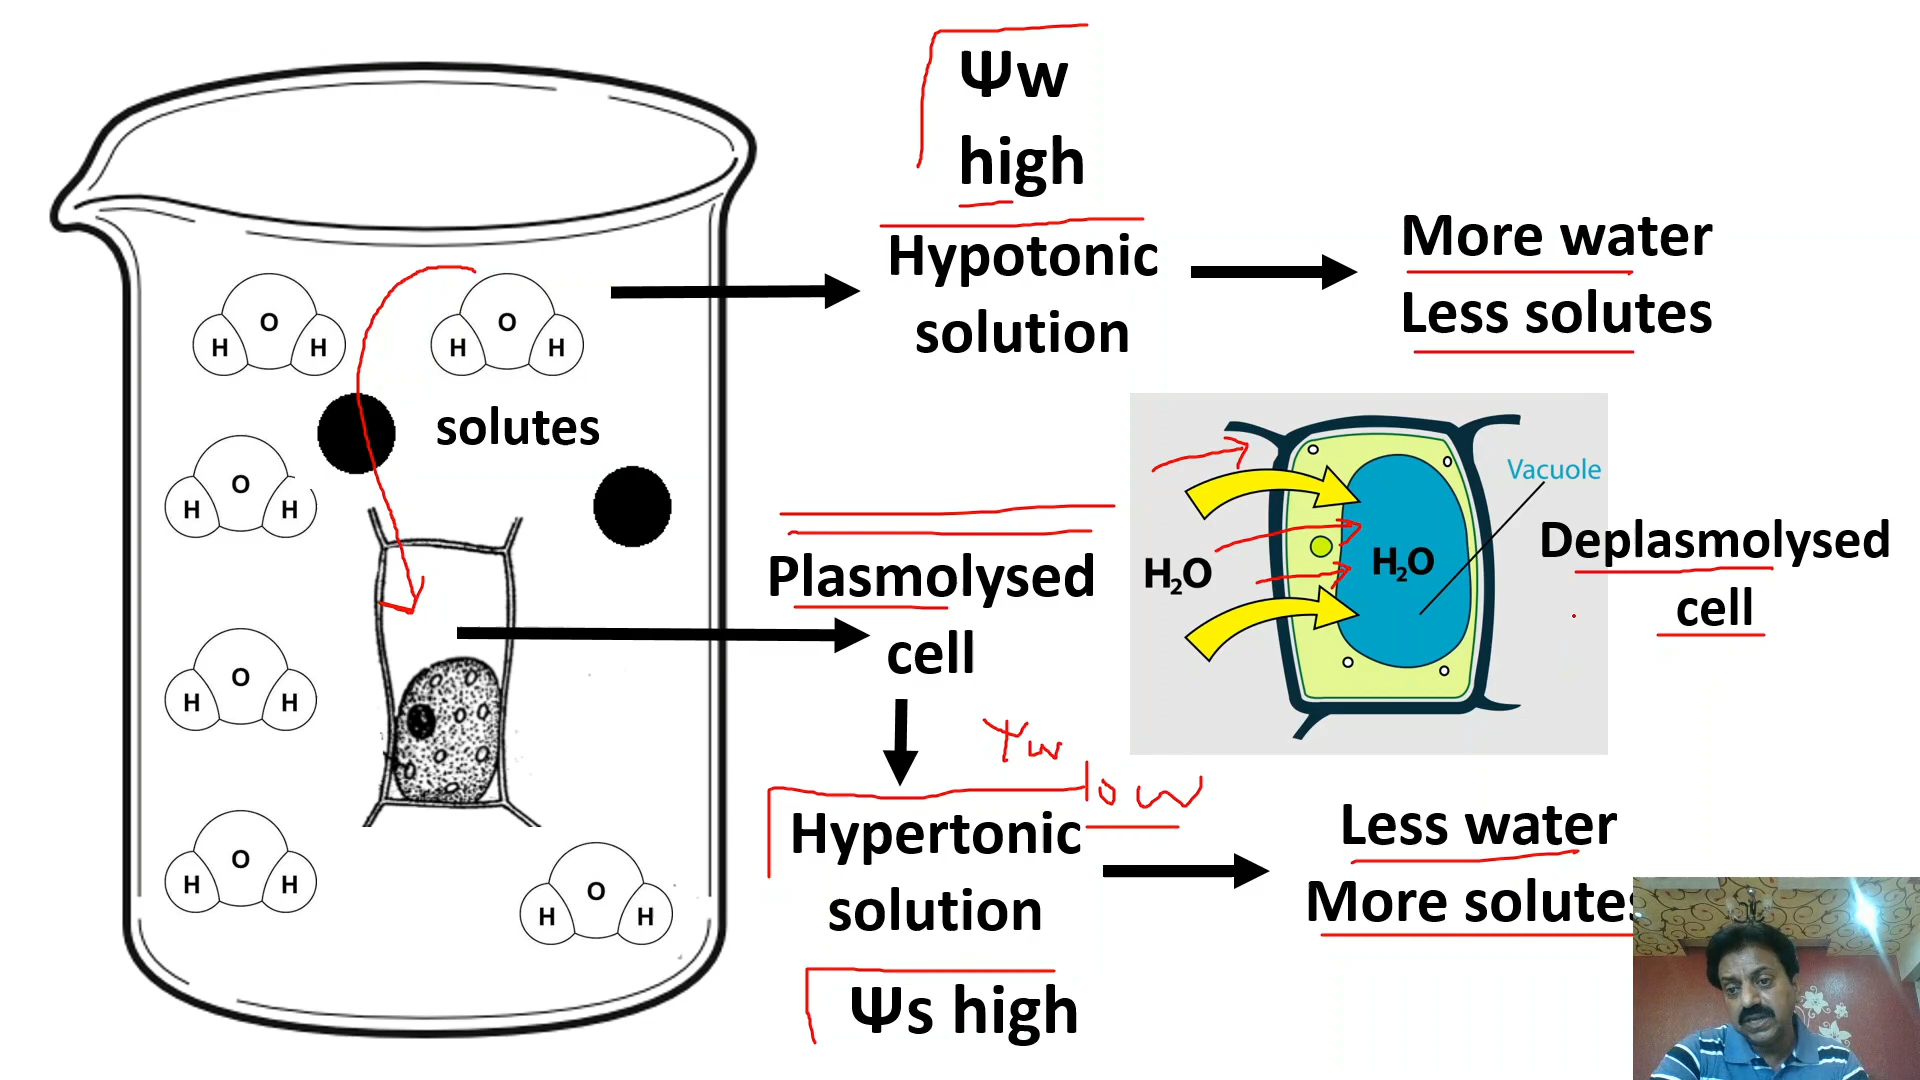 Ψw
high
Hypotonic
solution
More water
Less solutes
O
H H
O
H H
solutes
O
H H
Vacuole
Plasmolysed
cell
H₂O
H₂O
Deplasmolysed
cell
O
H H
Ψw
low
Hypertonic
solution
Less water
More solutes
O
H H
O
H H
Ψs high